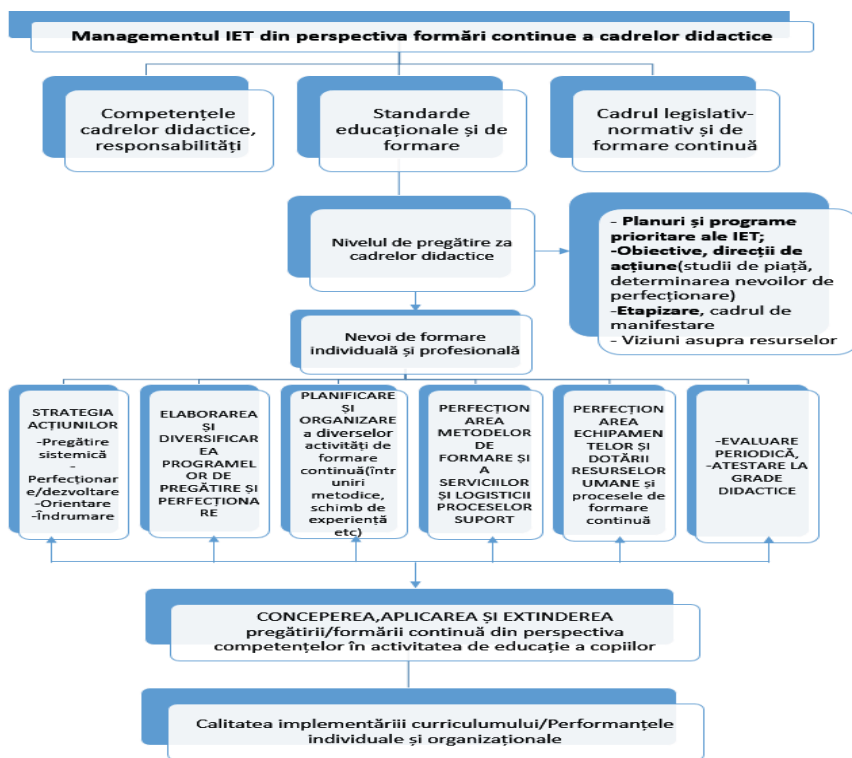 Managementul IET din perspectiva formări continue a cadrelor didactice
Competențele
cadrelor didactice,
responsabilități
Standarde
educaționale și de
formare
Cadrul legislativ-
normativ și de
formare continuă
Nivelul de pregătire za
cadrelor didactice
- Planuri și programe
prioritare ale IET;
-Obiective, direcții de
acțiune(studii de piață,
determinarea nevoilor de
perfecționare)
-Etapizare, cadrul de
manifestare
- Viziuni asupra resurselor
Nevoi de formare
individuală și profesională
STRATEGIA
ACȚIUNILOR
-Pregătire
sistemică
-
Perfecționar
e/dezvoltare
-Orientare
-Îndrumare
ELABORAREA
ȘI
DIVERSIFICAR
EA
PROGRAMEL
OR DE
PREGĂTIRE ȘI
PERFECȚIONA
RE
PLANIFICARE
ȘI
ORGANIZARE
a diverselor
activități de
formare
continuă(într
uniri
metodice,
schimb de
experiență
etc)
PERFECȚION
AREA
METODELOR
DE
FORMARE ȘI
A
SERVICIILOR
ȘI LOGISTICII
PROCESELOR
SUPORT
PERFECȚION
AREA
ECHIPAMEN
TELOR ȘI
DOTĂRII
RESURSELOR
UMANE și
procesele de
formare
continuă
-EVALUARE
PERIODICĂ,
-ATESTARE LA
GRADE
DIDACTICE
CONCEPEREA,APLICAREA ȘI EXTINDEREA
pregătirii/formării continuă din perspectiva
competențelor în activitatea de educație a copiilor
Calitatea implementăriii curriculumului/Performanțele
individuale și organizaționale